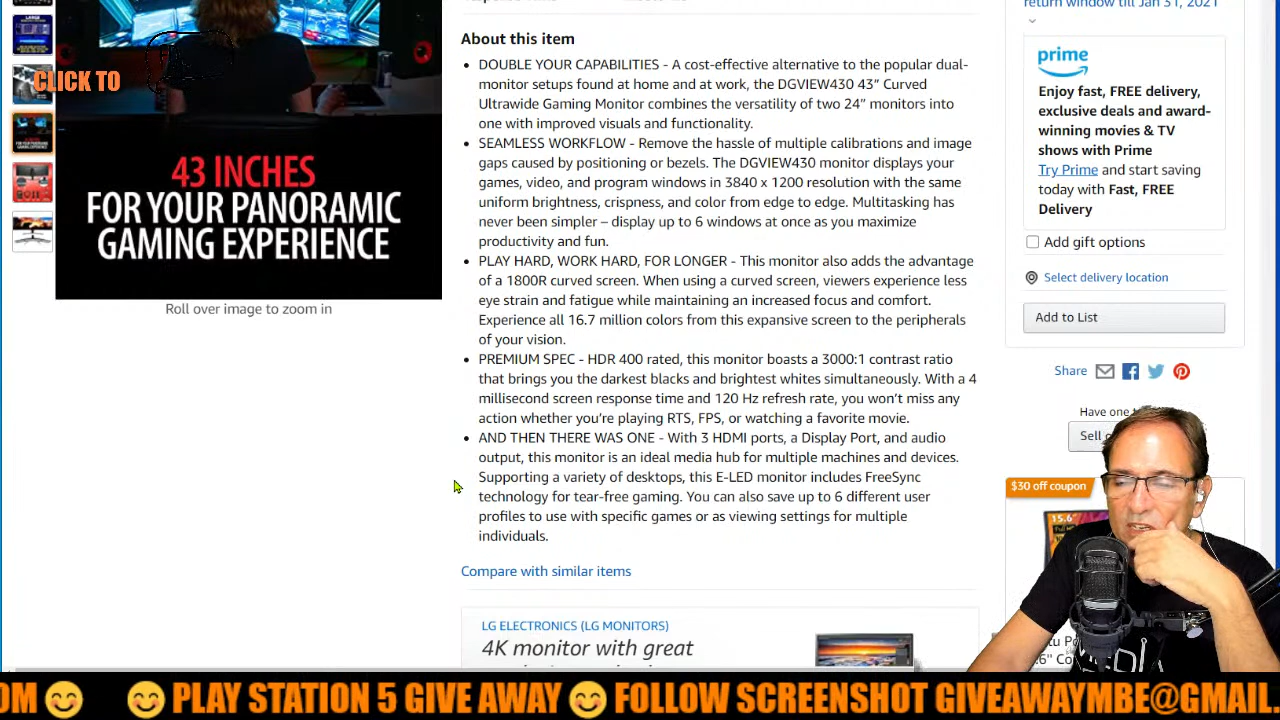 return window till Jan 31, 2021
About this item
DOUBLE YOUR CAPABILITIES - A cost-effective alternative to the popular dual-
monitor setups found at home and at work, the DGVIEW430 43” Curved
Ultrawide Gaming Monitor combines the versatility of two 24” monitors into
one with improved visuals and functionality.
SEAMLESS WORKFLOW - Remove the hassle of multiple calibrations and image
gaps caused by positioning or bezels. The DGVIEW430 monitor displays your
games, video, and program windows in 3840 x 1200 resolution with the same
uniform brightness, crispness, and color from edge to edge. Multitasking has
never been simpler – display up to 6 windows at once as you maximize
productivity and fun.
PLAY HARD, WORK HARD, FOR LONGER - This monitor also adds the advantage
of a 1800R curved screen. When using a curved screen, viewers experience less
eye strain and fatigue while maintaining an increased focus and comfort.
Experience all 16.7 million colors from this expansive screen to the peripherals
of your vision.
PREMIUM SPEC - HDR 400 rated, this monitor boasts a 3000:1 contrast ratio
that brings you the darkest blacks and brightest whites simultaneously. With a 4
millisecond screen response time and 120 Hz refresh rate, you won’t miss any
action whether you’re playing RTS, FPS, or watching a favorite movie.
AND THEN THERE WAS ONE - With 3 HDMI ports, a Display Port, and audio
output, this monitor is an ideal media hub for multiple machines and devices.
Supporting a variety of desktops, this E-LED monitor includes FreeSync
technology for tear-free gaming. You can also save up to 6 different user
profiles to use with specific games or as viewing settings for multiple
individuals.
Compare with similar items
LG ELECTRONICS (LG MONITORS)
4K monitor with great
CLICK TO
43 INCHES
FOR YOUR PANORAMIC
GAMING EXPERIENCE
Roll over image to zoom in
prime
Enjoy fast, FREE delivery,
exclusive deals and award-
winning movies & TV
shows with Prime
Try Prime and start saving
today with Fast, FREE
Delivery
Add gift options
Select delivery location
Add to List
Share
Have one
Sell
$30 off coupon
15.6"
OM 😊 😊 PLAY STATION 5 GIVE AWAY 😊 FOLLOW SCREENSHOT GIVEAWAYMBE@GMAIL.